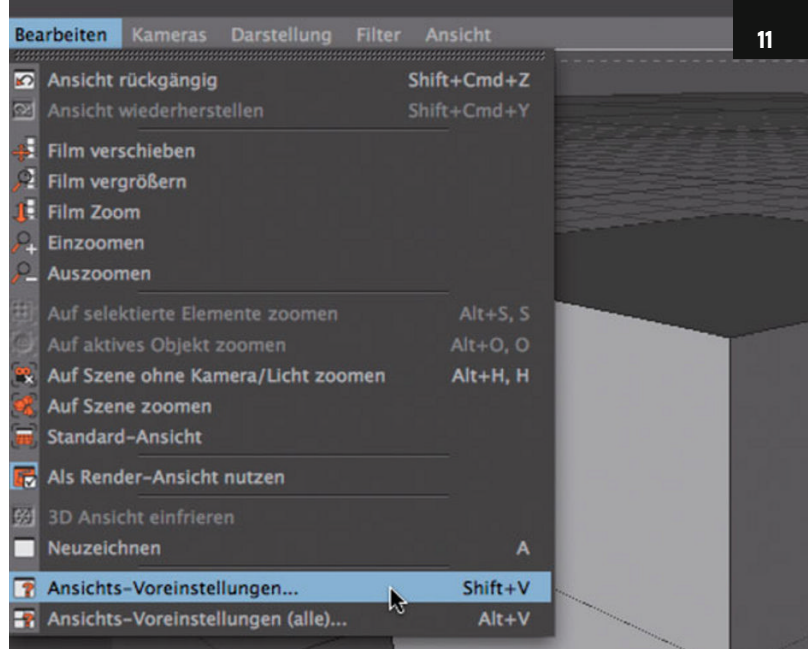 Bearbeiten Kameras Darstellung Filter Ansicht
11
Ansicht rückgängig Shift+Cmd+Z
Ansicht wiederherstellen Shift+Cmd+Y
Film verschieben
Film vergrößern
Film Zoom
Einzoomen
Auszoomen
Auf selektierte Elemente zoomen Alt+S, S
Auf aktives Objekt zoomen Alt+O, O
Auf Szene ohne Kamera/Licht zoomen Alt+H, H
Auf Szene zoomen
Standard-Ansicht
Als Render-Ansicht nutzen
3D Ansicht einfrieren
Neuzeichnen A
Ansichts-Voreinstellungen... Shift+V
Ansichts-Voreinstellungen (alle)... Alt+V